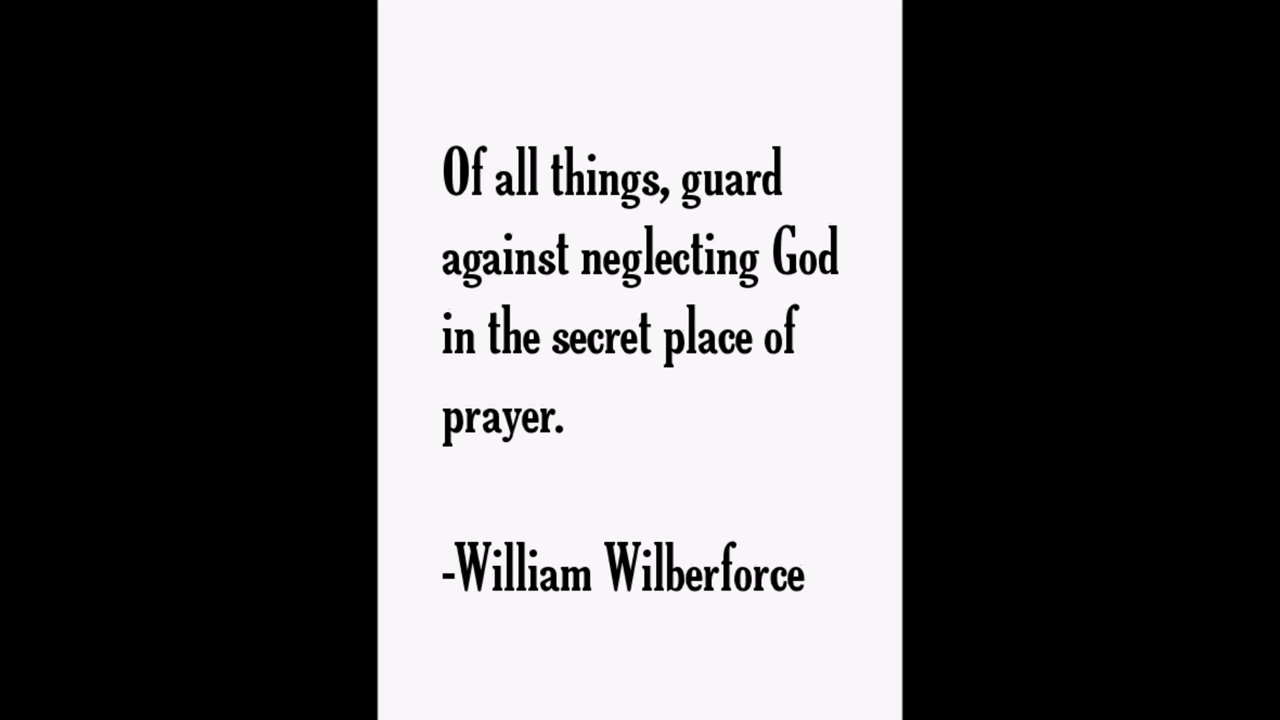 Of all things, guard
against neglecting God
in the secret place of
prayer.
-William Wilberforce